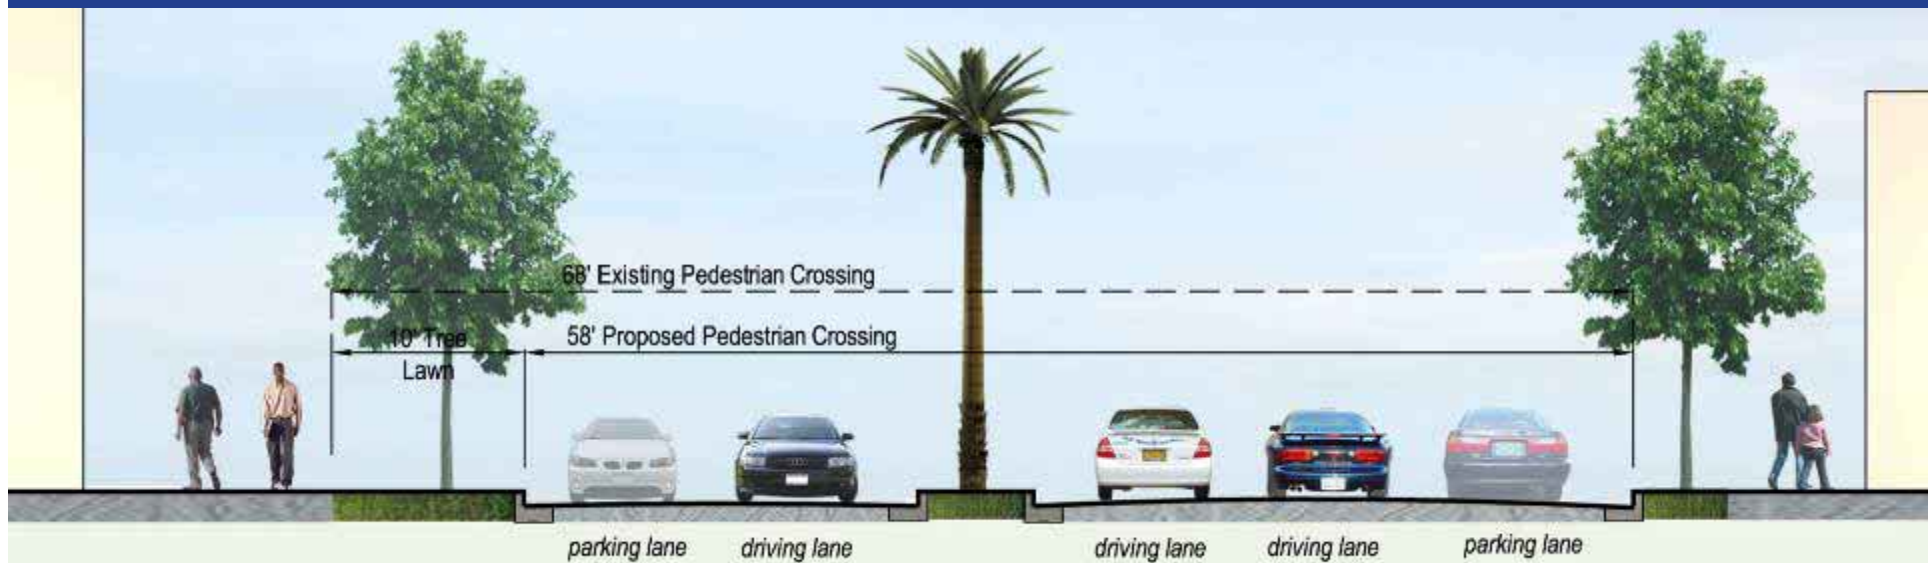 68' Existing Pedestrian Crossing
10' Tree
Lawn
58' Proposed Pedestrian Crossing
parking lane driving lane driving lane driving lane parking lane